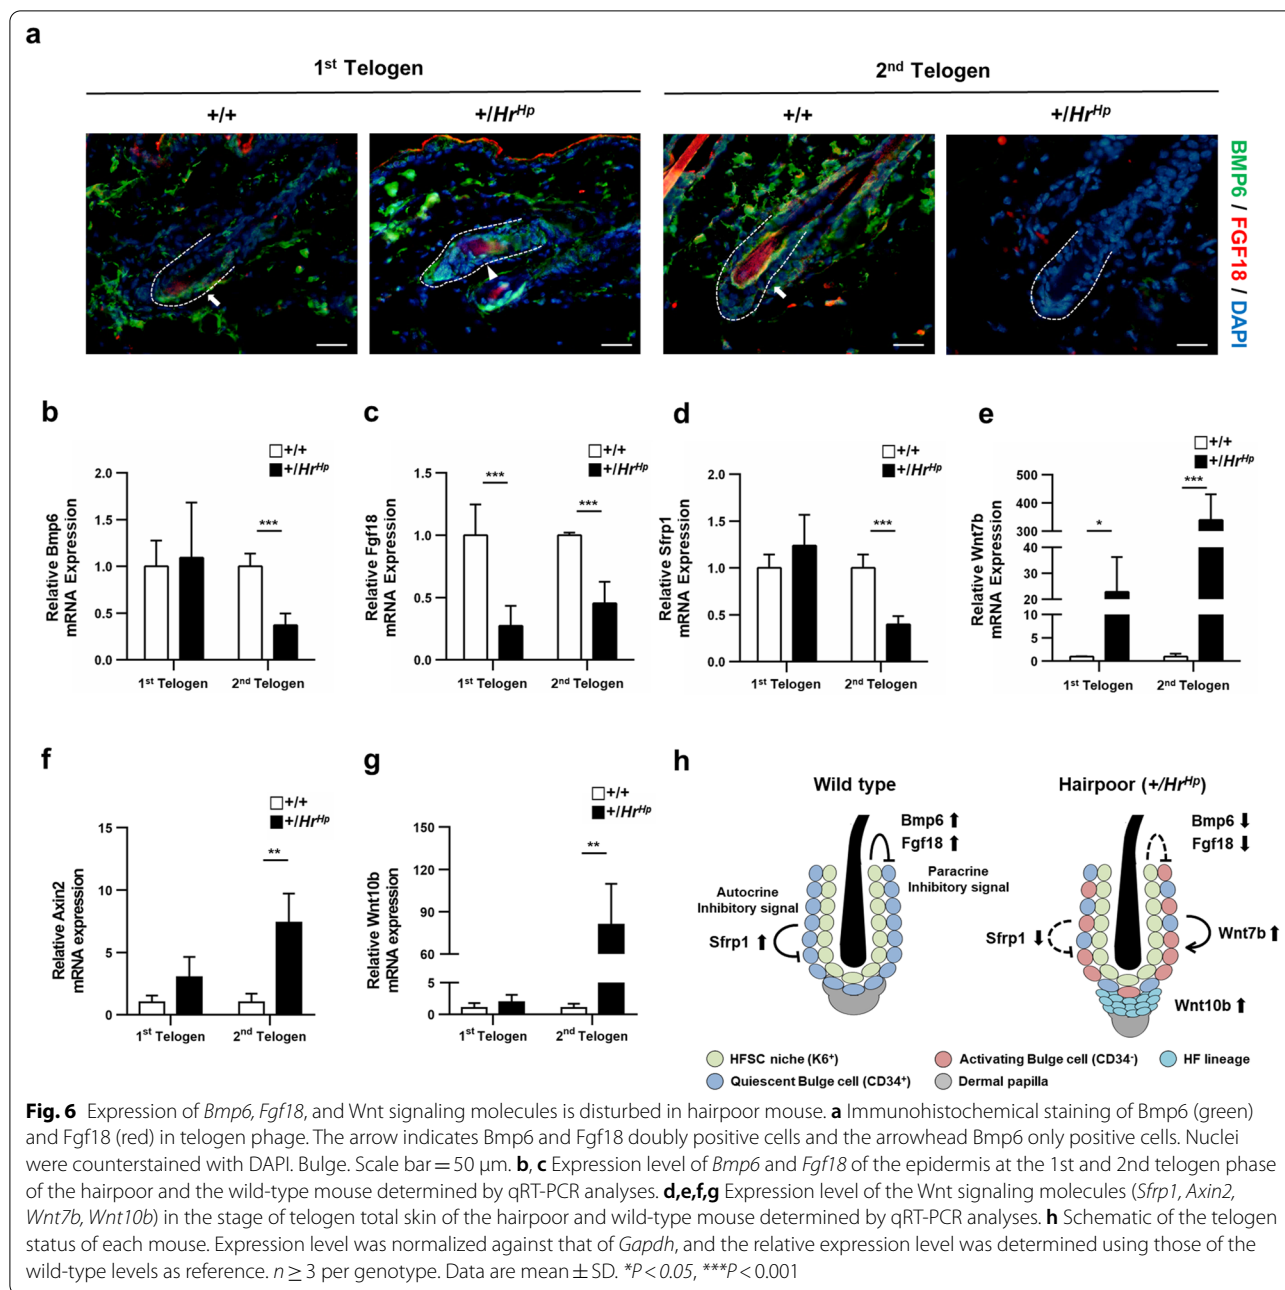 a
1st Telogen
2nd Telogen
+/+
+/HrHp
+/+
+/HrHp
BMP6 / FGF18 / DAPI
b
+/+
+/HrHp
Relative Bmp6
mRNA Expression
2.0
1.5
1.0
0.5
0.0
***
1st Telogen
2nd Telogen
c
+/+
+/HrHp
Relative Fgf18
mRNA Expression
1.5
1.0
0.5
0.0
***
***
1st Telogen
2nd Telogen
d
+/+
+/HrHp
Relative Sfrp1
mRNA Expression
2.0
1.5
1.0
0.5
0.0
***
1st Telogen
2nd Telogen
e
+/+
+/HrHp
Relative Wnt7b
mRNA Expression
500
400
300
40
30
20
10
5
0
*
***
1st Telogen
2nd Telogen
f
+/+
+/HrHp
Relative Axin2
mRNA expression
15
10
5
0
**
1st Telogen
2nd Telogen
g
+/+
+/HrHp
Relative Wnt10b
mRNA expression
150
120
90
60
5
0
**
1st Telogen
2nd Telogen
h
Wild type
Bmp6 ⬆
Fgf18 ⬆
Paracrine
Inhibitory signal
Autocrine
Inhibitory signal
Sfrp1 ⬆
Hairpoor (+/HrHp)
Bmp6 ⬇
Fgf18 ⬇
Sfrp1 ⬇
Wnt7b ⬆
Wnt10b ⬆
HFSC niche (K6+)
Activating Bulge cell (CD34-)
HF lineage
Quiescent Bulge cell (CD34+)
Dermal papilla
Fig. 6 Expression of Bmp6, Fgf18, and Wnt signaling molecules is disturbed in hairpoor mouse. a Immunohistochemical staining of Bmp6 (green)
and Fgf18 (red) in telogen phage. The arrow indicates Bmp6 and Fgf18 doubly positive cells and the arrowhead Bmp6 only positive cells. Nuclei
were counterstained with DAPI. Bulge. Scale bar = 50 μm. b, c Expression level of Bmp6 and Fgf18 of the epidermis at the 1st and 2nd telogen phase
of the hairpoor and the wild-type mouse determined by qRT-PCR analyses. d,e,f,g Expression level of the Wnt signaling molecules (Sfrp1, Axin2,
Wnt7b, Wnt10b) in the stage of telogen total skin of the hairpoor and wild-type mouse determined by qRT-PCR analyses. h Schematic of the telogen
status of each mouse. Expression level was normalized against that of Gapdh, and the relative expression level was determined using those of the
wild-type levels as reference. n ≥ 3 per genotype. Data are mean ± SD. *P < 0.05, ***P < 0.001